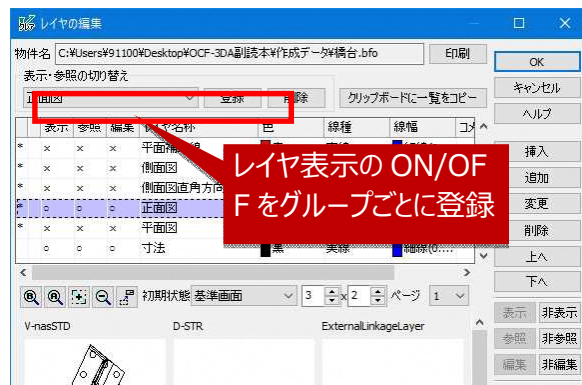 レイヤの編集
物件名 C:¥Users¥91100¥Desktop¥OCF-3DA副読本¥作成データ¥橋台.bfo 印刷
OK
表示・参照の切り替え
キャンセル
正面図 登録 削除 クリップボードに一覧をコピー
ヘルプ
表示 参照 編集 レイヤ名称 色 線種 線幅 コメ
* × × × 平面補
挿入
* × × × 側面図
レイヤ表示の ON/OF
追加
* × × × 側面図直角方向
F をグループごとに登録
* ○ ○ ○ 正面図
変更
* × × × 平面図
削除
○ ○ ○ 寸法 黒 実線 細線(0....
上へ
下へ
初期状態 基準画面 3 x 2 ページ 1
表示 非表示
V-nasSTD D-STR ExternalLinkageLayer
参照 非参照
編集 非編集